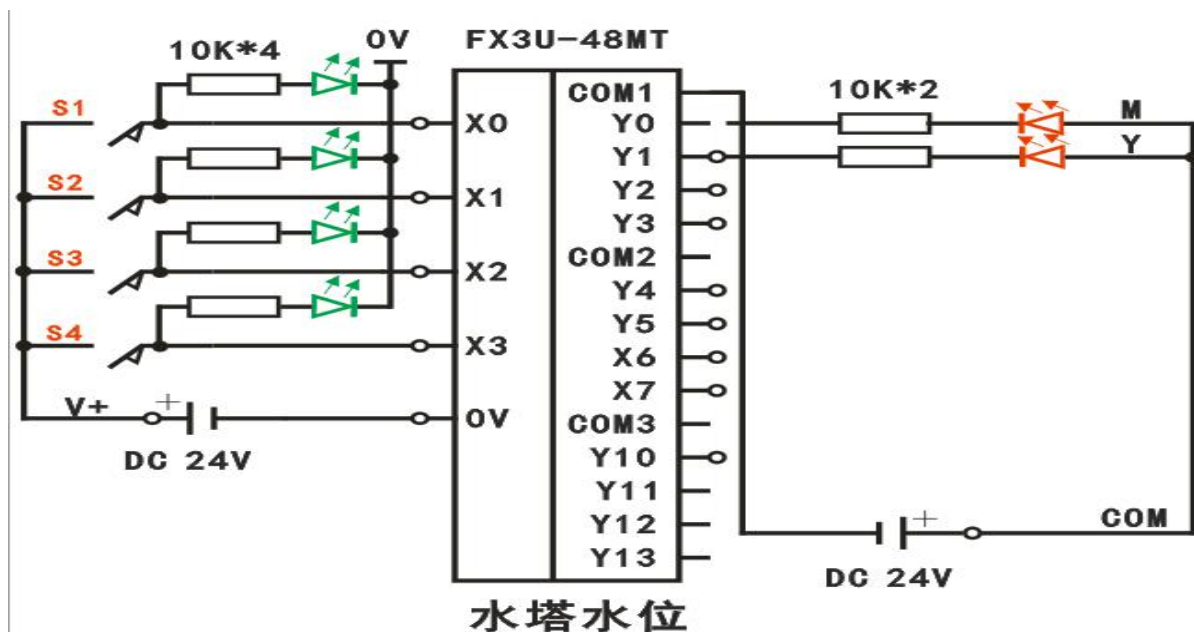 10K*4
0V
FX3U-48MT
S1
S2
S3
S4
V+
+
DC 24V
X0
X1
X2
X3
0V
COM1
Y0
Y1
Y2
Y3
COM2
Y4
Y5
X6
X7
COM3
Y10
Y11
Y12
Y13
10K*2
M
Y
COM
+
DC 24V
水塔水位